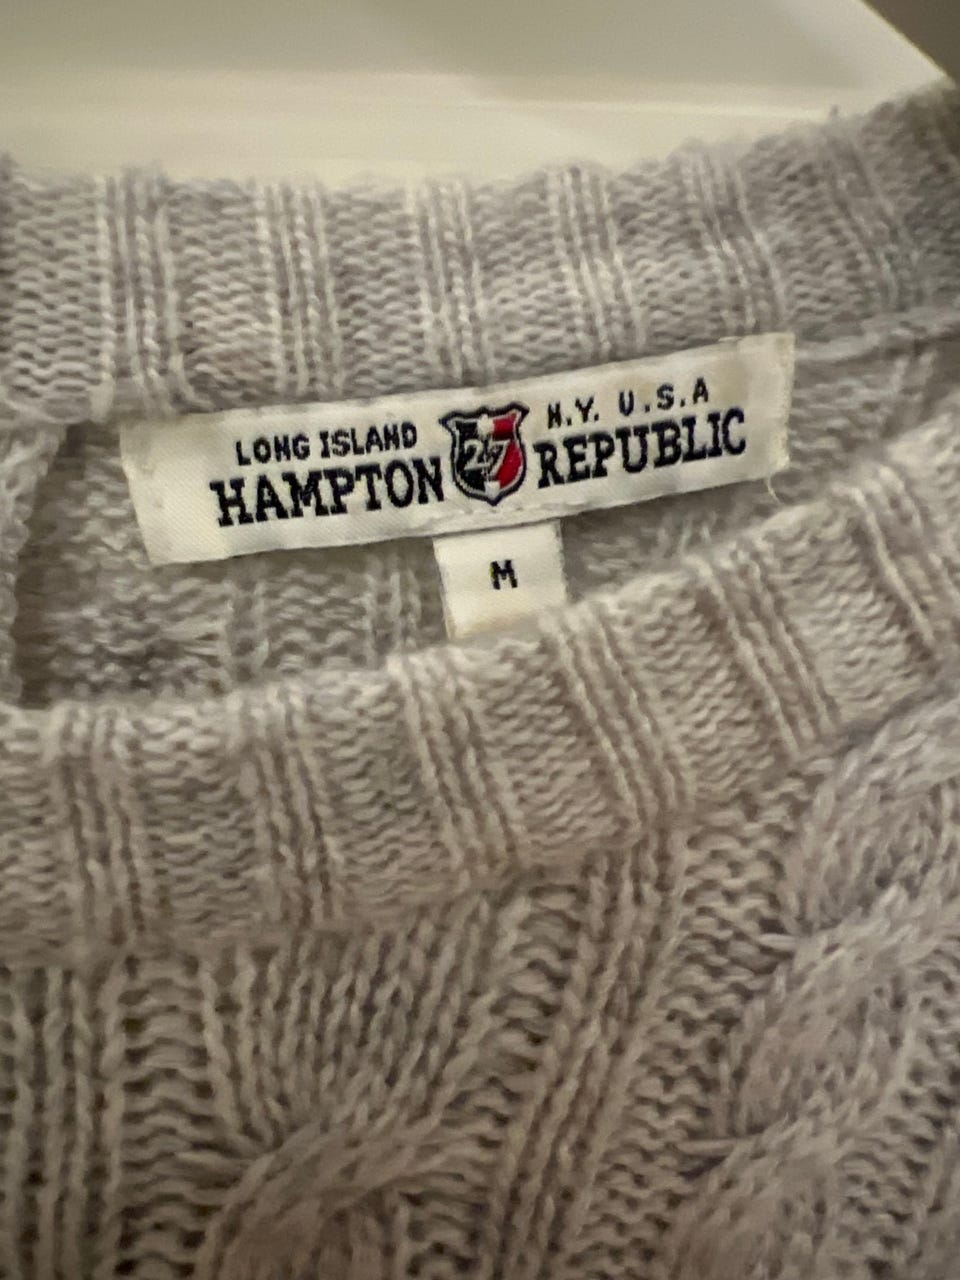 LONG ISLAND N.Y. U.S.A
HAMPTON 27 REPUBLIC
M